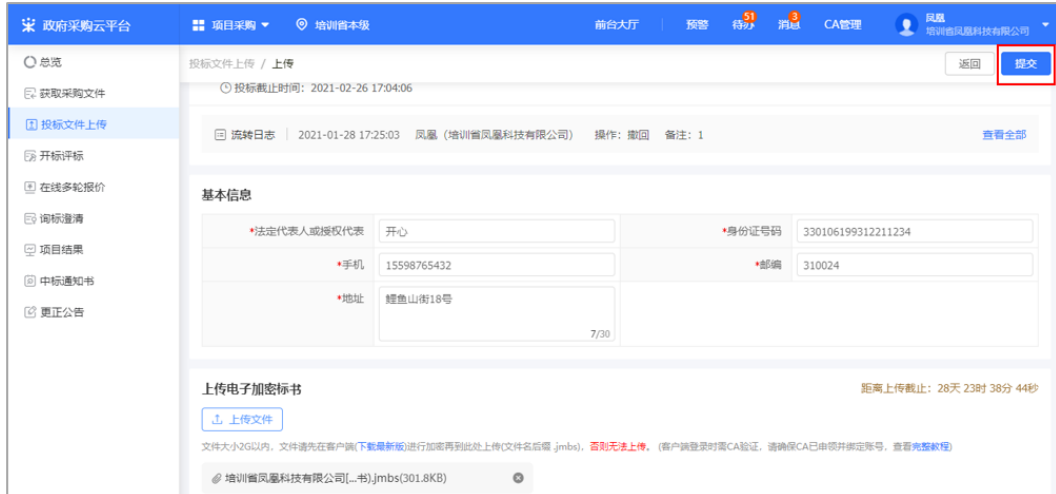 政府采购云平台 项目采购 培训省本级 前台大厅 预警 待办 51 消息 3 CA管理 凤凰
培训省凤凰科技有限公司
总览
投标文件上传 / 上传 返回 提交
投标截止时间：2021-02-26 17:04:06
获取采购文件
投标文件上传
流转日志 2021-01-28 17:25:03 凤凰（培训省凤凰科技有限公司） 操作：撤回 备注：1 查看全部
开标评标
在线多轮报价
询标澄清
项目结果
中标通知书
更正公告
基本信息
*法定代表人或授权代表 开心 *身份证号码 330106199312211234
*手机 15598765432 *邮编 310024
*地址 鲤鱼山街18号
7/30
上传电子加密标书 距离上传截止：28天 23时 38分 44秒
上传文件
文件大小2G以内，文件请先在客户端(下载最新版)进行加密再到此处上传(文件名后缀 .jmbs)，否则无法上传。 (客户端登录时需CA验证，请确保CA已申领并绑定账号，查看完整教程)
培训省凤凰科技有限公司[...书).jmbs(301.8KB)